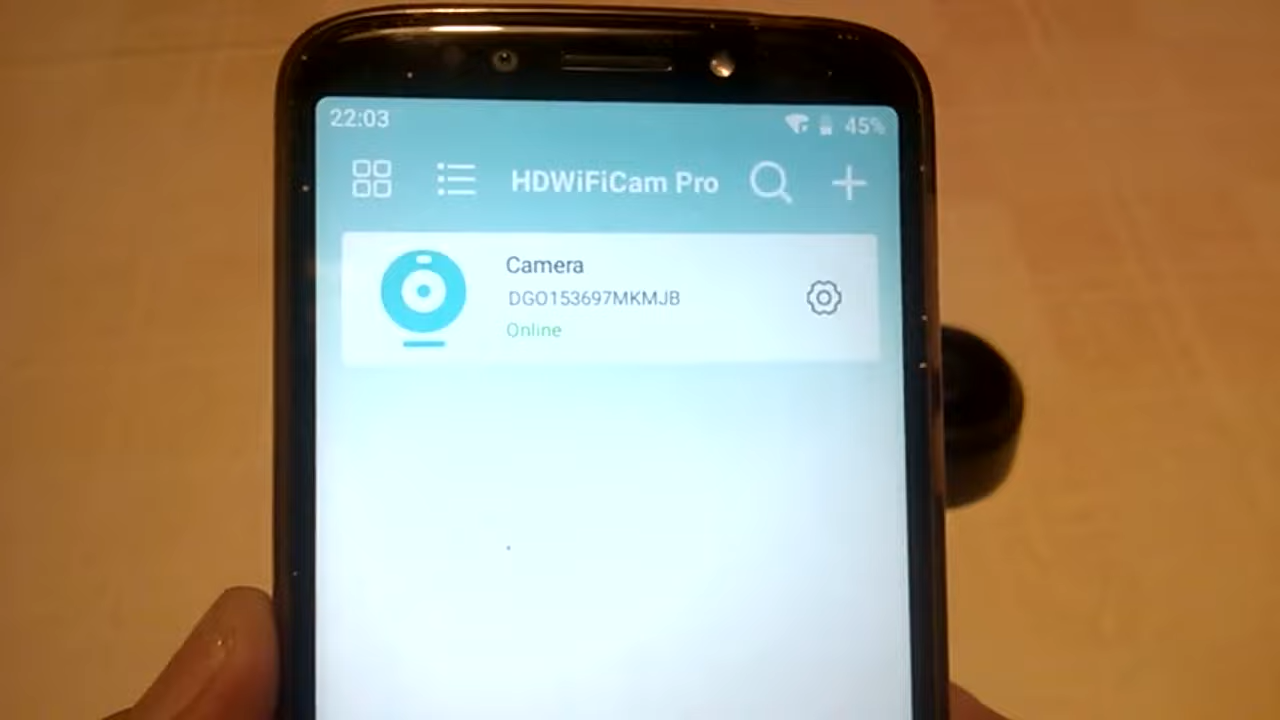 22:03
45%
HDWiFiCam Pro
Camera
DGO153697MKMJB
Online